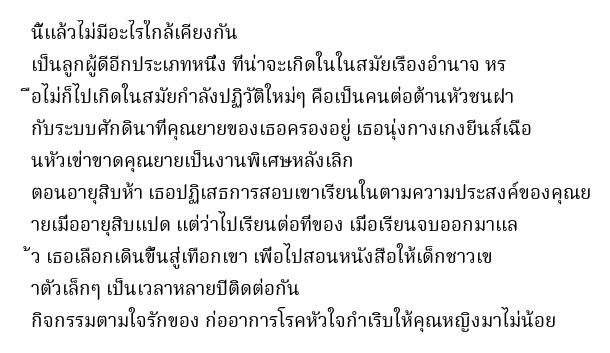 นี้แล้วไม่มีอะไรใกล้เคียงกัน
เป็นลูกผู้ดีอีกประเภทหนึ่ง ที่น่าจะเกิดในในสมัยเรืองอำนาจ หร
ือไม่ก็ไปเกิดในสมัยกำลังปฏิวัติใหม่ๆ คือเป็นคนต่อต้านหัวชนฝา
กับระบบศักดินาที่คุณยายของเธอครองอยู่ เธอนุ่งกางเกงยีนส์เฉือ
นหัวเข่าขาดคุณยายเป็นงานพิเศษหลังเลิก
ตอนอายุสิบห้า เธอปฏิเสธการสอบเขาเรียนในตามความประสงค์ของคุณย
ายเมื่ออายุสิบแปด แต่ว่าไปเรียนต่อที่ของ เมื่อเรียนจบออกมาแล
้ว เธอเลือกเดินขึ้นสู่เทือกเขา เพื่อไปสอนหนังสือให้เด็กชาวเข
าตัวเล็กๆ เป็นเวลาหลายปีติดต่อกัน
กิจกรรมตามใจรักของ ก่ออาการโรคหัวใจกำเริบให้คุณหญิงมาไม่น้อย